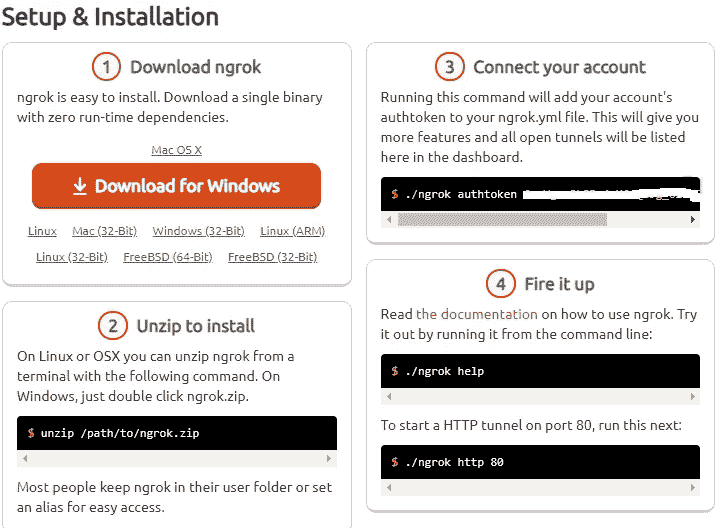 Setup & Installation
1 Download ngrok
ngrok is easy to install. Download a single binary
with zero run-time dependencies.
Mac OS X
Download for Windows
Linux Mac (32-Bit) Windows (32-Bit) Linux (ARM)
Linux (32-Bit) FreeBSD (64-Bit) FreeBSD (32-Bit)
2 Unzip to install
On Linux or OSX you can unzip ngrok from a
terminal with the following command. On
Windows, just double click ngrok.zip.
$ unzip /path/to/ngrok.zip
Most people keep ngrok in their user folder or set
an alias for easy access.
3 Connect your account
Running this command will add your account's
authtoken to your ngrok.yml file. This will give you
more features and all open tunnels will be listed
here in the dashboard.
$ ./ngrok authtoken
4 Fire it up
Read the documentation on how to use ngrok. Try
it out by running it from the command line:
$ ./ngrok help
To start a HTTP tunnel on port 80, run this next:
$ ./ngrok http 80